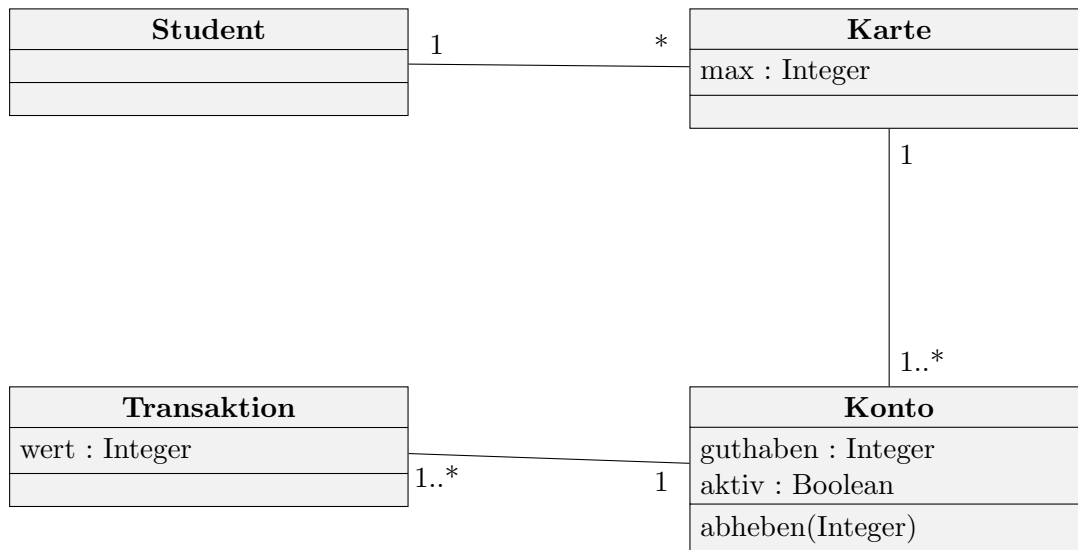 Student
1
*
Karte
max : Integer
1
1..*
Transaktion
wert : Integer
1..*
1
Konto
guthaben : Integer
aktiv : Boolean
abheben(Integer)